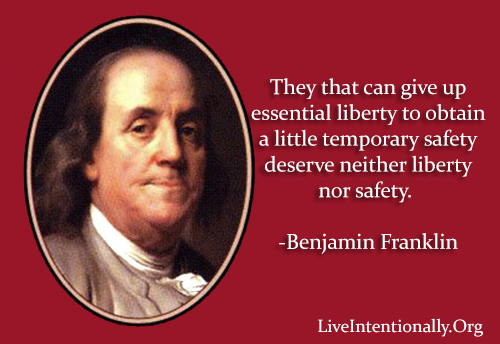 They that can give up
essential liberty to obtain
a little temporary safety
deserve neither liberty
nor safety.
-Benjamin Franklin
LiveIntentionally.Org